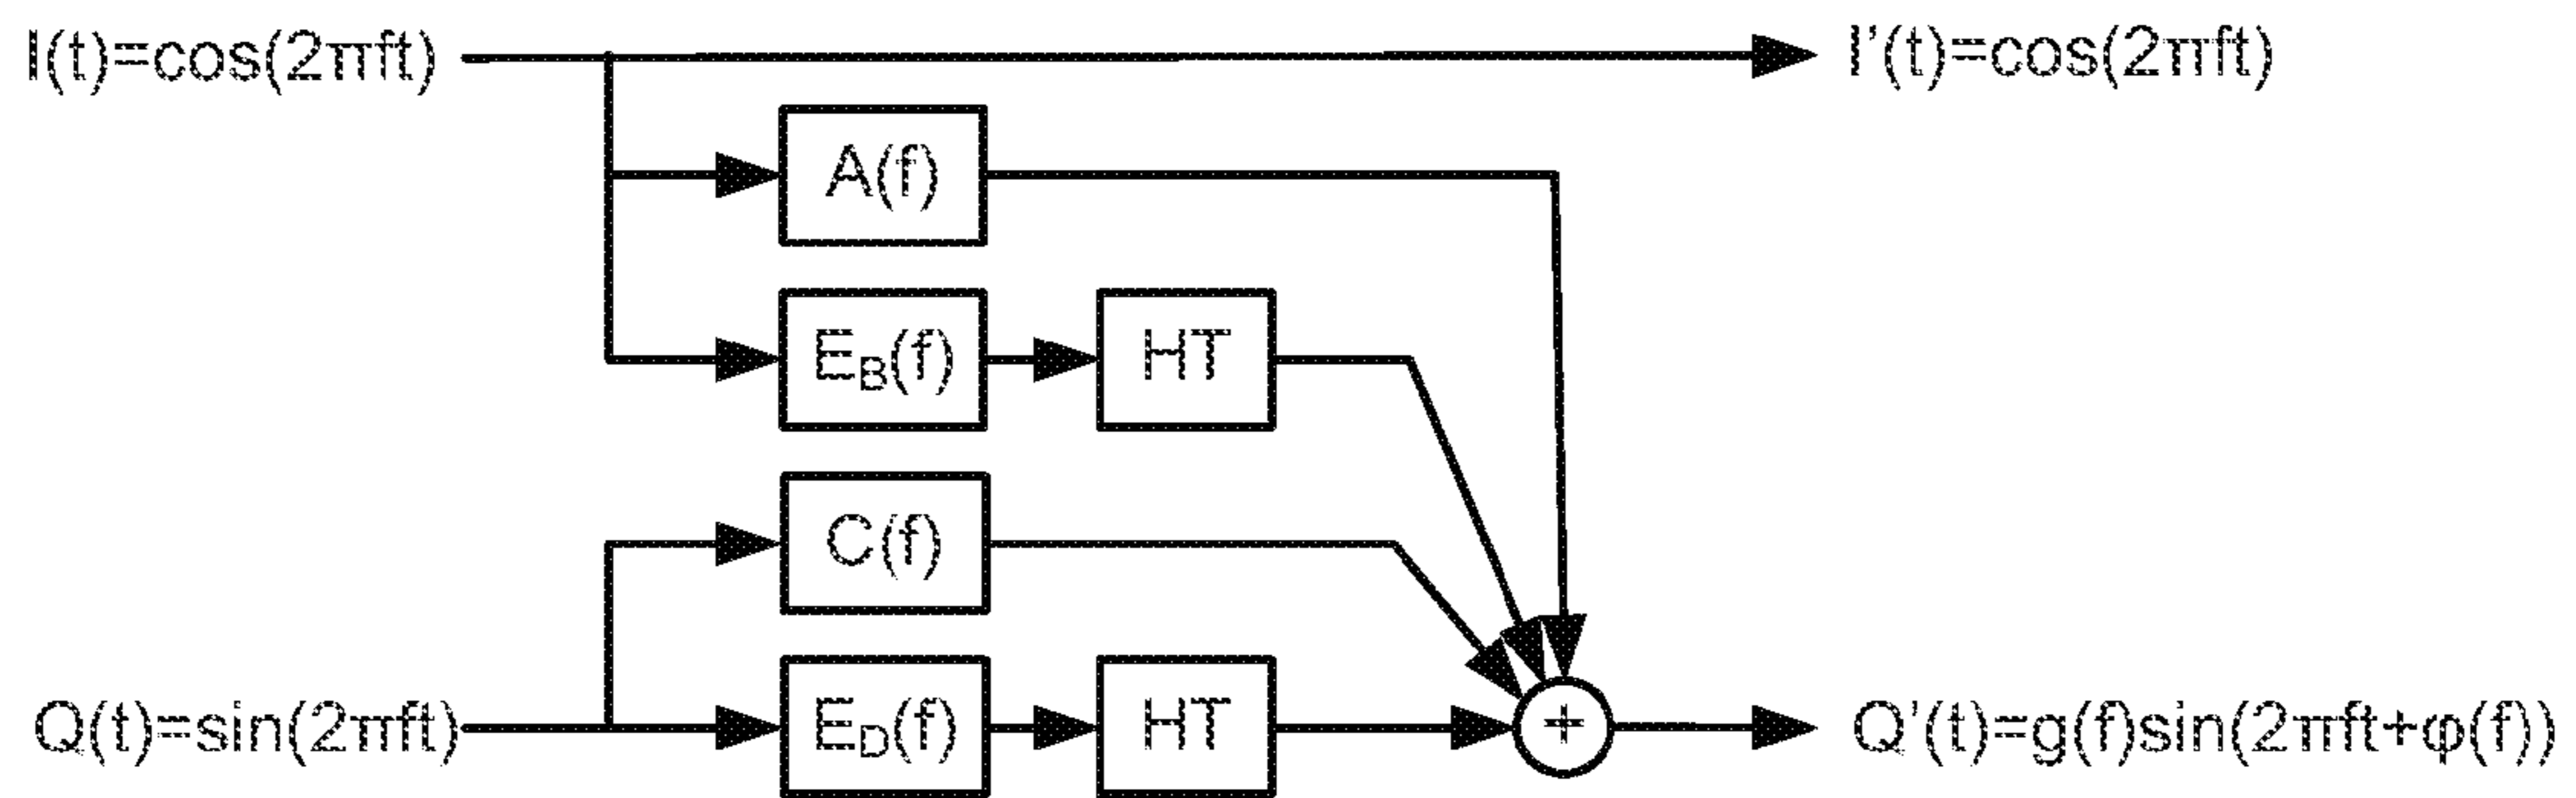 I(t)=cos(2πft)
I'(t)=cos(2πft)
A(f)
E_B(f)
HT
C(f)
Q(t)=sin(2πft)
E_D(f)
HT
+
Q'(t)=g(f)sin(2πft+φ(f))